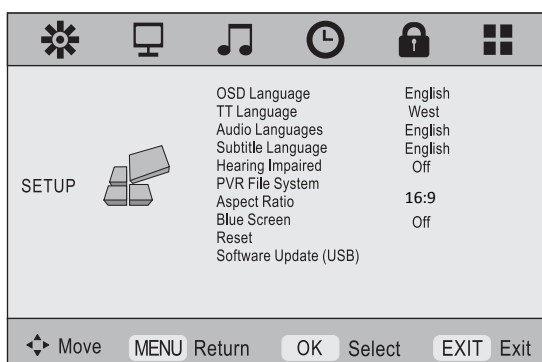 OSD Language English
TT Language West
Audio Languages English
Subtitle Language English
Hearing Impaired Off
SETUP
PVR File System
Aspect Ratio 16:9
Blue Screen Off
Reset
Software Update (USB)
Move MENU Return OK Select EXIT Exit